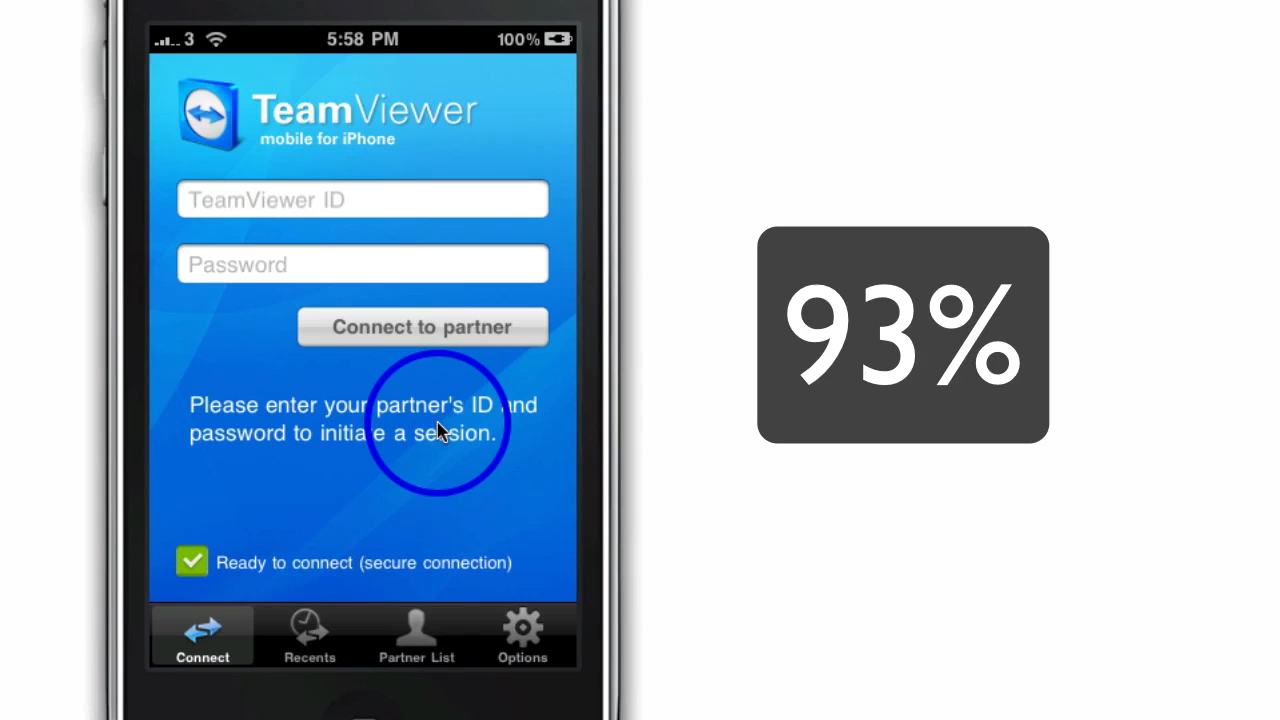 3 5:58 PM 100%
TeamViewer
mobile for iPhone
TeamViewer ID
Password
Connect to partner
Please enter your partner's ID and
password to initiate a session.
Ready to connect (secure connection)
Connect Recents Partner List Options
93%